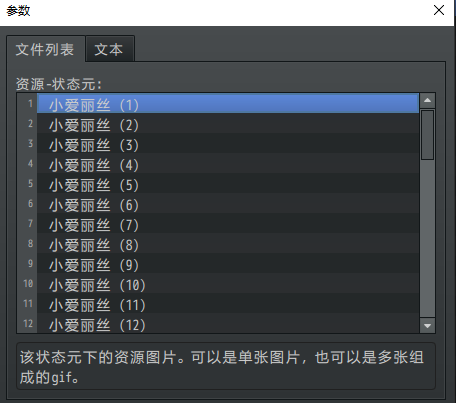 参数
文件列表 文本
资源-状态元:
1 小爱丽丝 (1)
2 小爱丽丝 (2)
3 小爱丽丝 (3)
4 小爱丽丝 (4)
5 小爱丽丝 (5)
6 小爱丽丝 (6)
7 小爱丽丝 (7)
8 小爱丽丝 (8)
9 小爱丽丝 (9)
10 小爱丽丝 (10)
11 小爱丽丝 (11)
12 小爱丽丝 (12)
该状态元下的资源图片。可以是单张图片，也可以是多张组
成的gif。